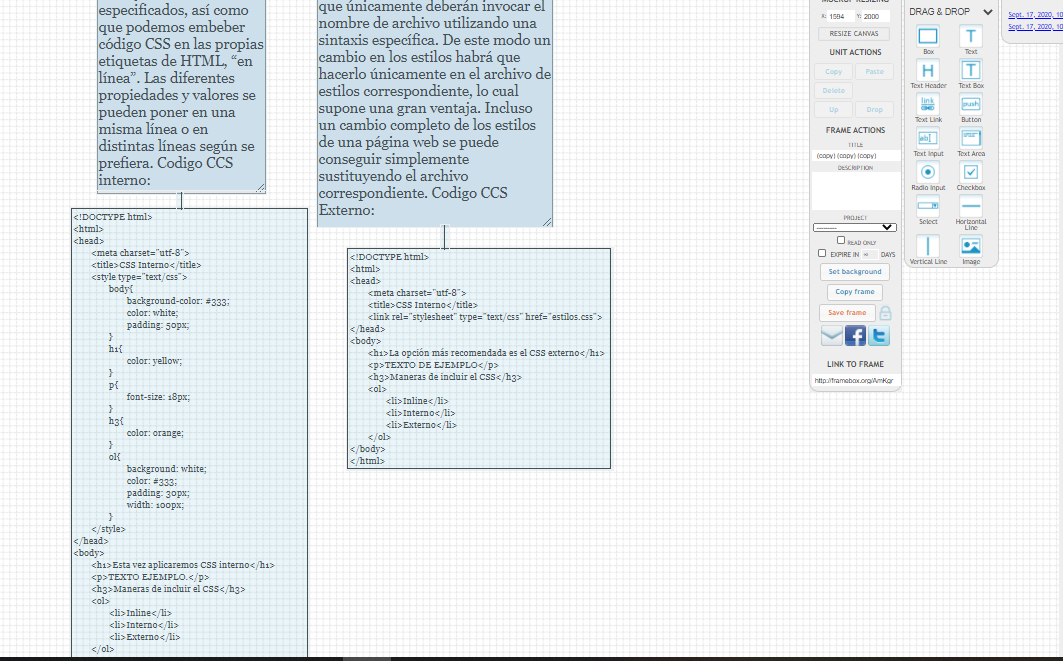 especificados, así como
que podemos embeber
código CSS en las propias
etiquetas de HTML, “en
línea”. Las diferentes
propiedades y valores se
pueden poner en una
misma línea o en
distintas líneas según se
prefiera. Codigo CCS
interno:
<!DOCTYPE html>
<html>
<head>
<meta charset="utf-8">
<title>CSS Interno</title>
<style type="text/css">
body{
background-color: #333;
color: white;
padding: 50px;
}
h1{
color: yellow;
}
p{
font-size: 18px;
}
h3{
color: orange;
}
ol{
background: white;
color: #333;
padding: 30px;
width: 100px;
}
</style>
</head>
<body>
<h1>Esta vez aplicaremos CSS interno</h1>
<p>TEXTO EJEMPLO.</p>
<h3>Maneras de incluir el CSS</h3>
<ol>
<li>Inline</li>
<li>Interno</li>
<li>Externo</li>
</ol>
que únicamente deberán invocar el
nombre de archivo utilizando una
sintaxis específica. De este modo un
cambio en los estilos habrá que
hacerlo únicamente en el archivo de
estilos correspondiente, lo cual
supone una gran ventaja. Incluso
un cambio completo de los estilos
de una página web se puede
conseguir simplemente
sustituyendo el archivo
correspondiente. Codigo CCS
Externo:
<!DOCTYPE html>
<html>
<head>
<meta charset="utf-8">
<title>CSS Interno</title>
<link rel="stylesheet" type="text/css" href="estilos.css">
</head>
<body>
<h1>La opción más recomendada es el CSS externo</h1>
<p>TEXTO DE EJEMPLO</p>
<h3>Maneras de incluir el CSS</h3>
<ol>
<li>Inline</li>
<li>Interno</li>
<li>Externo</li>
</ol>
</body>
</html>
MOCKUP RESIZING
X: 1594 Y: 2000
RESIZE CANVAS
UNIT ACTIONS
Copy Paste
Delete
Up Drop
FRAME ACTIONS
TITLE
(copy) (copy) (copy)
DESCRIPTION
PROJECT
READ ONLY
EXPIRE IN DAYS
Set background
Copy frame
Save frame
LINK TO FRAME
http://framebox.org/AmKqr
DRAG & DROP
Box Text
Text Header Text Box
Text Link Button
Text Input Text Area
Radio Input Checkbox
Select Horizontal
Line
Vertical Line Image
Sept. 17, 2020, 10
Sept. 17, 2020, 10